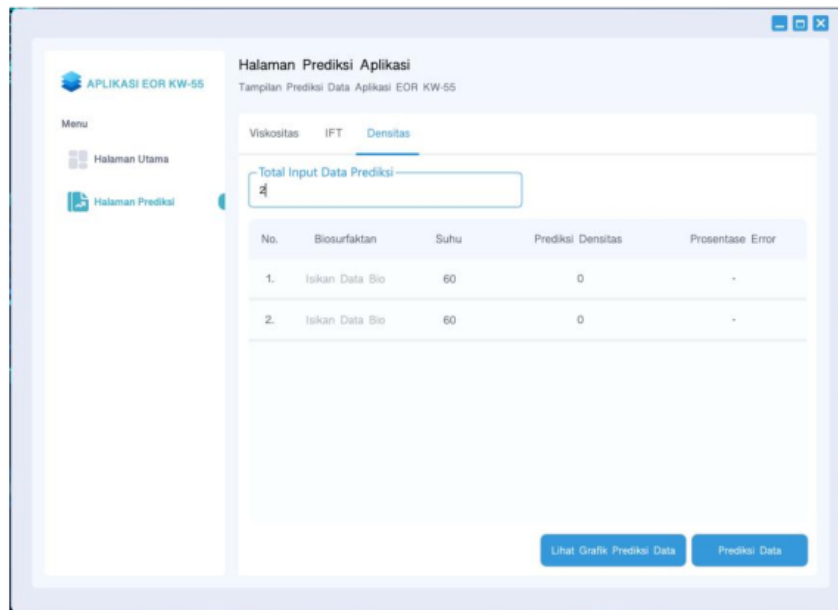 Halaman Prediksi Aplikasi
APLIKASI EOR KW-55
Tampilan Prediksi Data Aplikasi EOR KW-55
Menu
Halaman Utama
Halaman Prediksi
Viskositas IFT Densitas
Total Input Data Prediksi
2
No. Biosurfaktan Suhu Prediksi Densitas Prosentase Error
1. Isikan Data Bio 60 0 -
2. Isikan Data Bio 60 0 -
Lihat Grafik Prediksi Data Prediksi Data